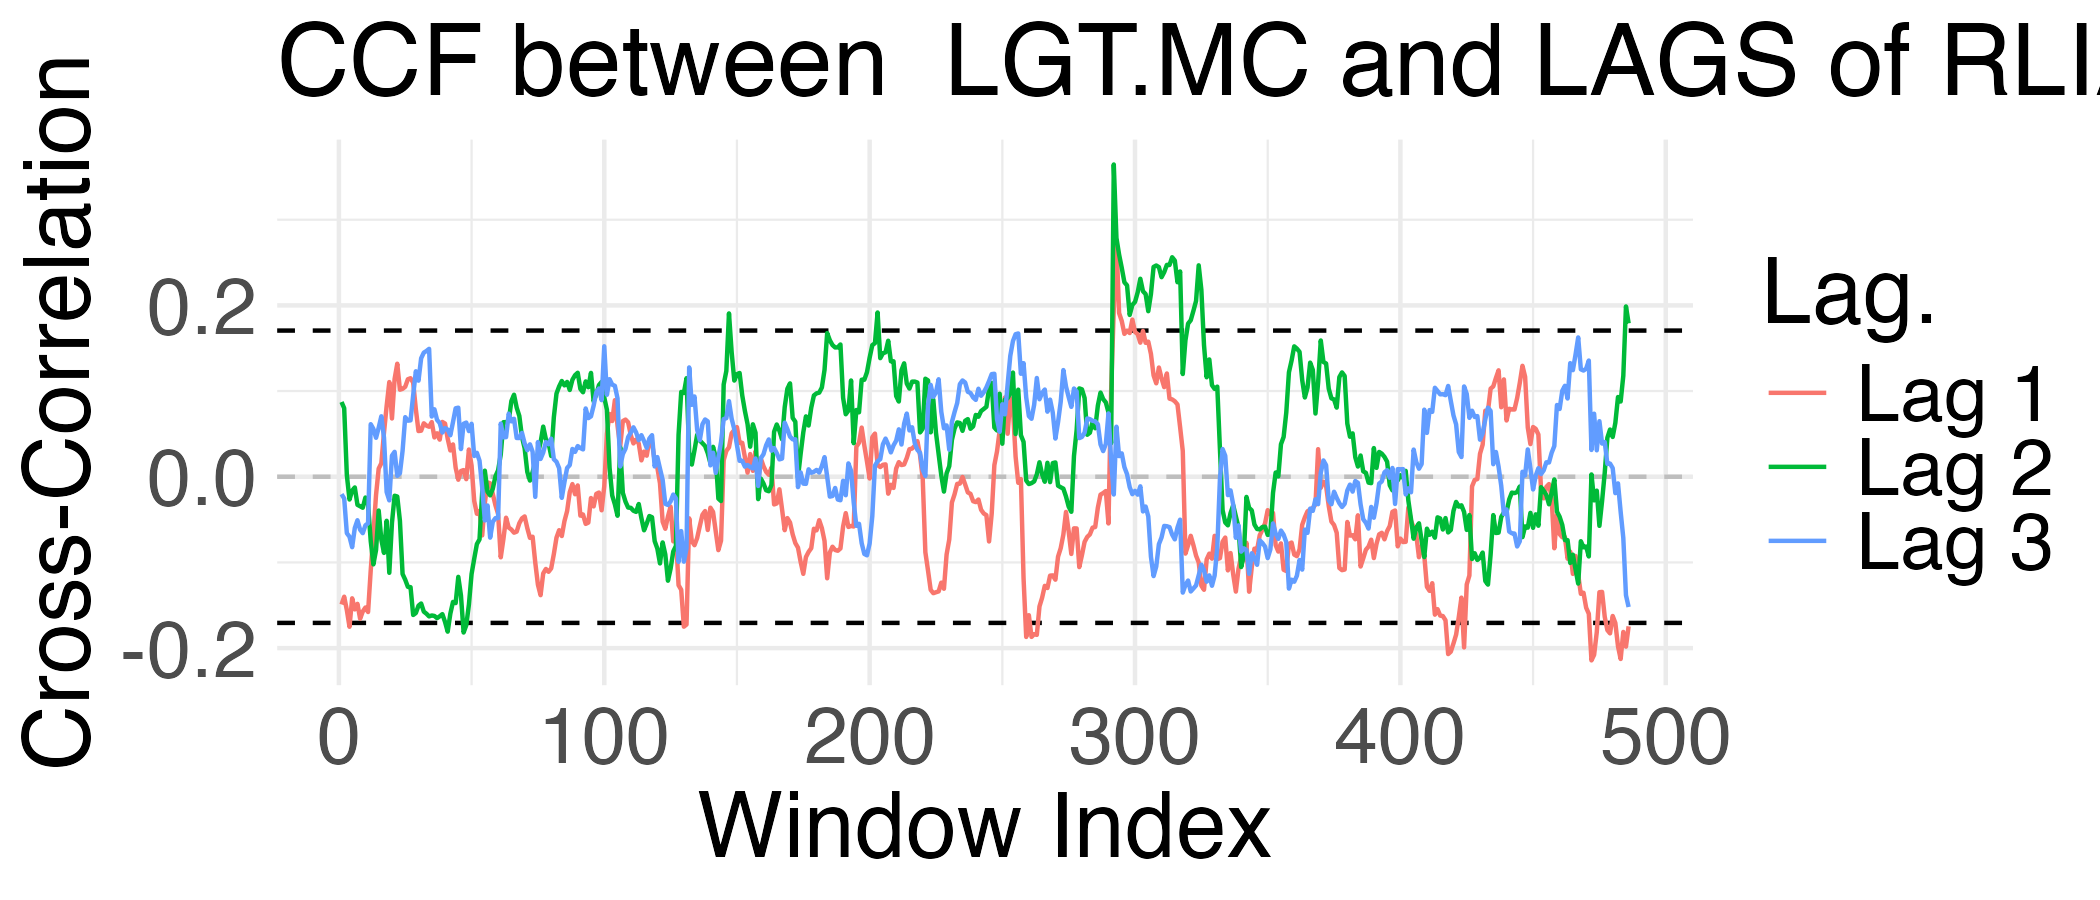 CCF between LGT.MC and LAGS of RLIA
Cross-Correlation
0.2
0.0
-0.2
0
100
200
300
400
500
Window Index
Lag.
Lag 1
Lag 2
Lag 3